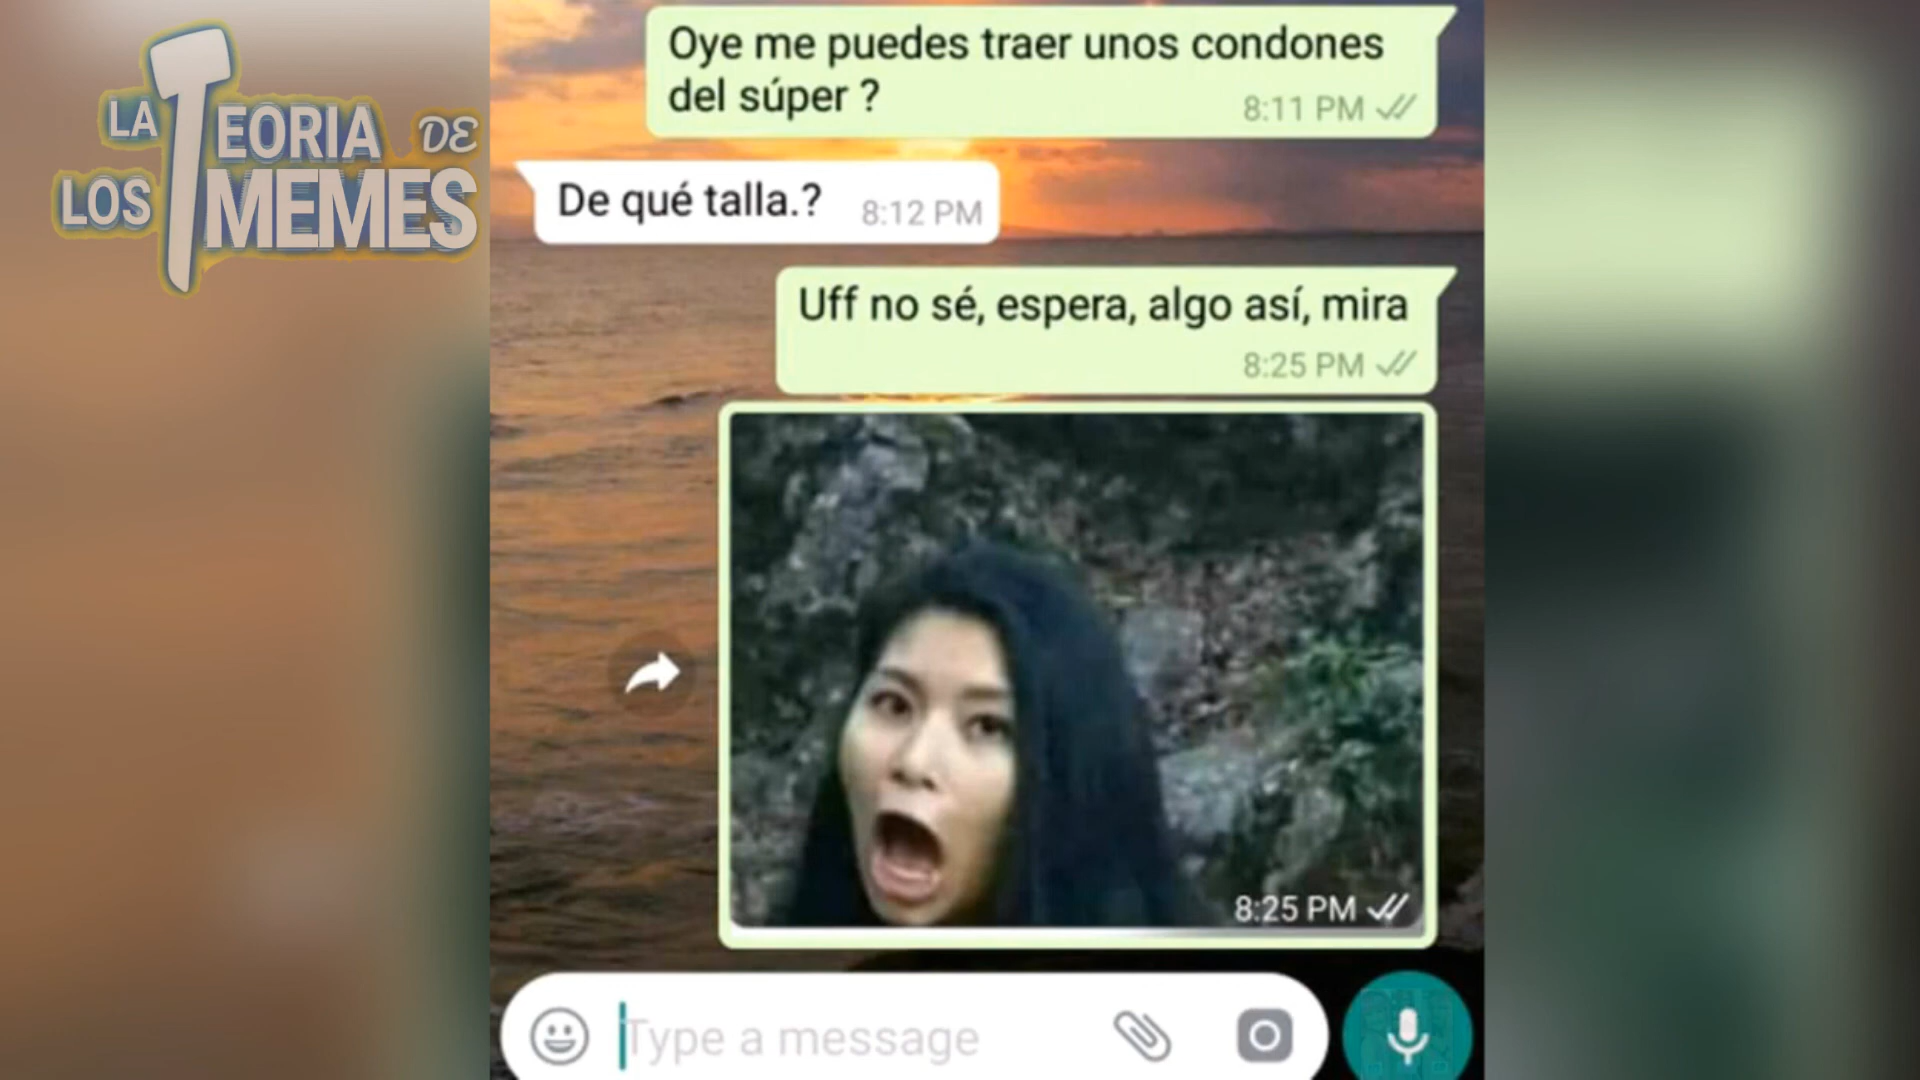 LA TEORIA DE
LOS MEMES
Oye me puedes traer unos condones
del súper ?
8:11 PM
De qué talla.?
8:12 PM
Uff no sé, espera, algo así, mira
8:25 PM
8:25 PM
Type a message